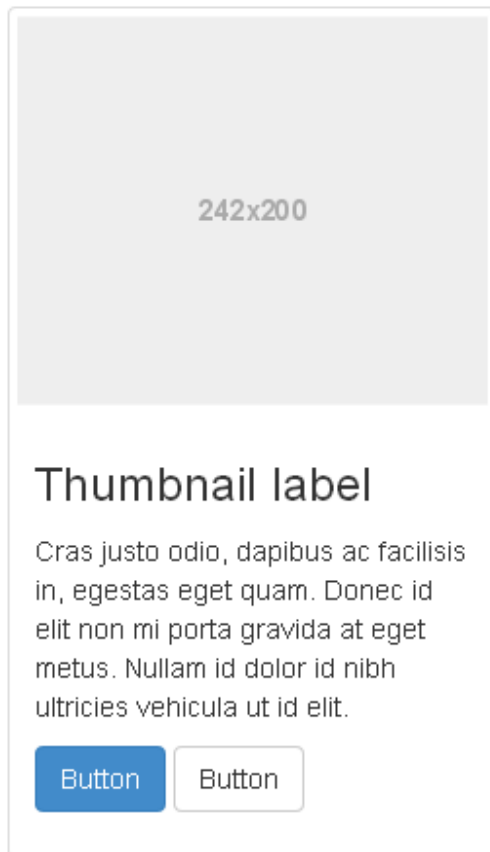 242x200
Thumbnail label
Cras justo odio, dapibus ac facilisis
in, egestas eget quam. Donec id
elit non mi porta gravida at eget
metus. Nullam id dolor id nibh
ultricies vehicula ut id elit.
Button Button